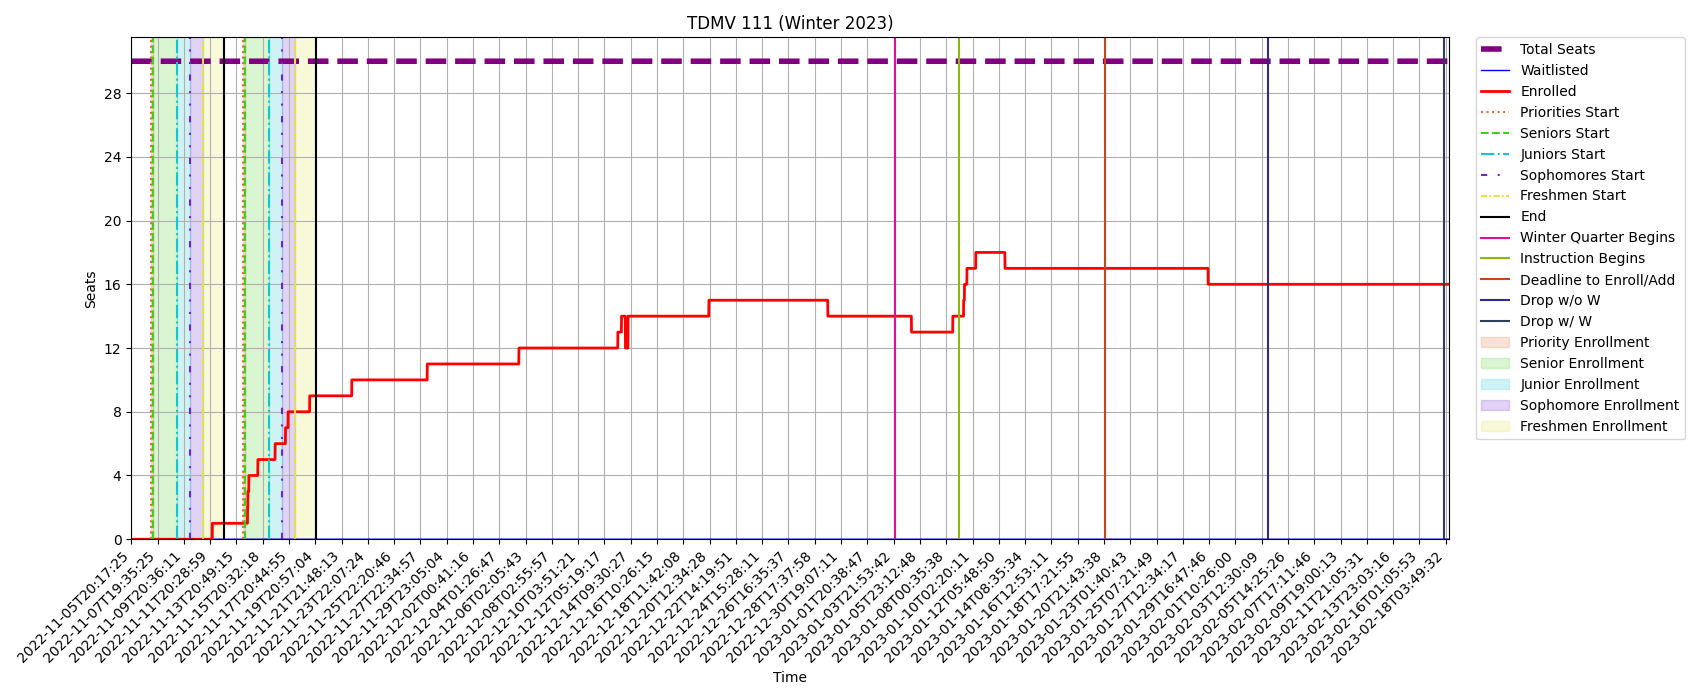 TDMV 111 (Winter 2023)
28
24
20
16
12
8
4
0
Seats
2022-11-05T20:17:25
2022-11-07T19:35:25
2022-11-09T20:36:11
2022-11-11T20:28:59
2022-11-13T20:49:15
2022-11-15T20:32:18
2022-11-17T20:44:55
2022-11-19T20:57:04
2022-11-21T21:48:13
2022-11-23T22:07:24
2022-11-25T22:20:46
2022-11-27T22:34:57
2022-11-29T23:05:04
2022-12-02T00:41:16
2022-12-04T01:26:47
2022-12-06T02:05:43
2022-12-08T02:55:57
2022-12-10T03:51:21
2022-12-12T05:19:17
2022-12-14T09:30:27
2022-12-16T10:26:15
2022-12-18T11:42:08
2022-12-20T12:34:28
2022-12-22T14:19:51
2022-12-24T15:28:11
2022-12-26T16:35:37
2022-12-28T17:37:58
2022-12-30T19:07:11
2023-01-01T20:38:47
2023-01-03T21:53:42
2023-01-05T23:12:48
2023-01-08T00:35:38
2023-01-10T02:20:11
2023-01-12T05:48:50
2023-01-14T08:35:34
2023-01-16T12:53:11
2023-01-18T17:21:55
2023-01-20T21:43:38
2023-01-23T01:40:43
2023-01-25T07:21:49
2023-01-27T12:34:17
2023-01-29T16:47:46
2023-02-01T10:26:00
2023-02-03T12:30:09
2023-02-05T14:25:26
2023-02-07T17:11:46
2023-02-09T19:00:13
2023-02-11T21:05:31
2023-02-13T23:03:16
2023-02-16T01:05:53
2023-02-18T03:49:32
Time
Total Seats
Waitlisted
Enrolled
Priorities Start
Seniors Start
Juniors Start
Sophomores Start
Freshmen Start
End
Winter Quarter Begins
Instruction Begins
Deadline to Enroll/Add
Drop w/o W
Drop w/ W
Priority Enrollment
Senior Enrollment
Junior Enrollment
Sophomore Enrollment
Freshmen Enrollment